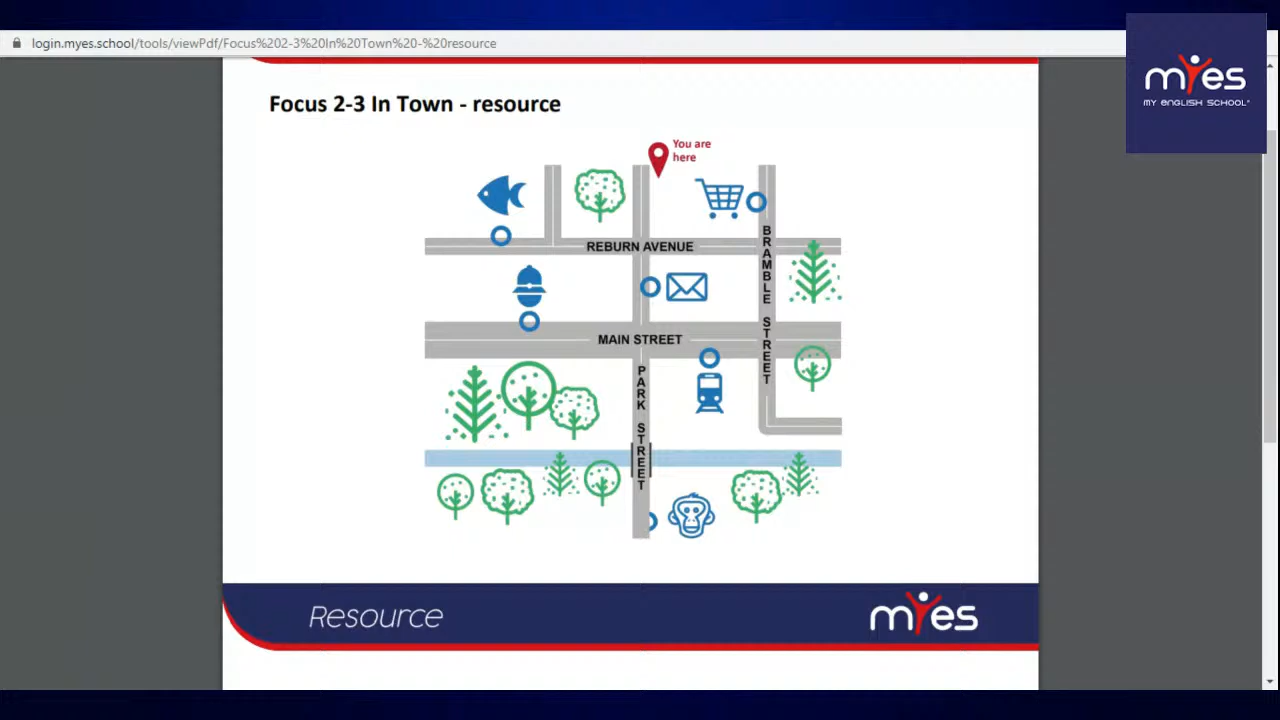 login.myes.school/tools/viewPdf/Focus%202-3%20In%20Town%20-%20resource
myes
MY ENGLISH SCHOOL®
Focus 2-3 In Town - resource
You are
here
REBURN AVENUE
BRAMBLE STREET
MAIN STREET
PARK STREET
Resource
myes